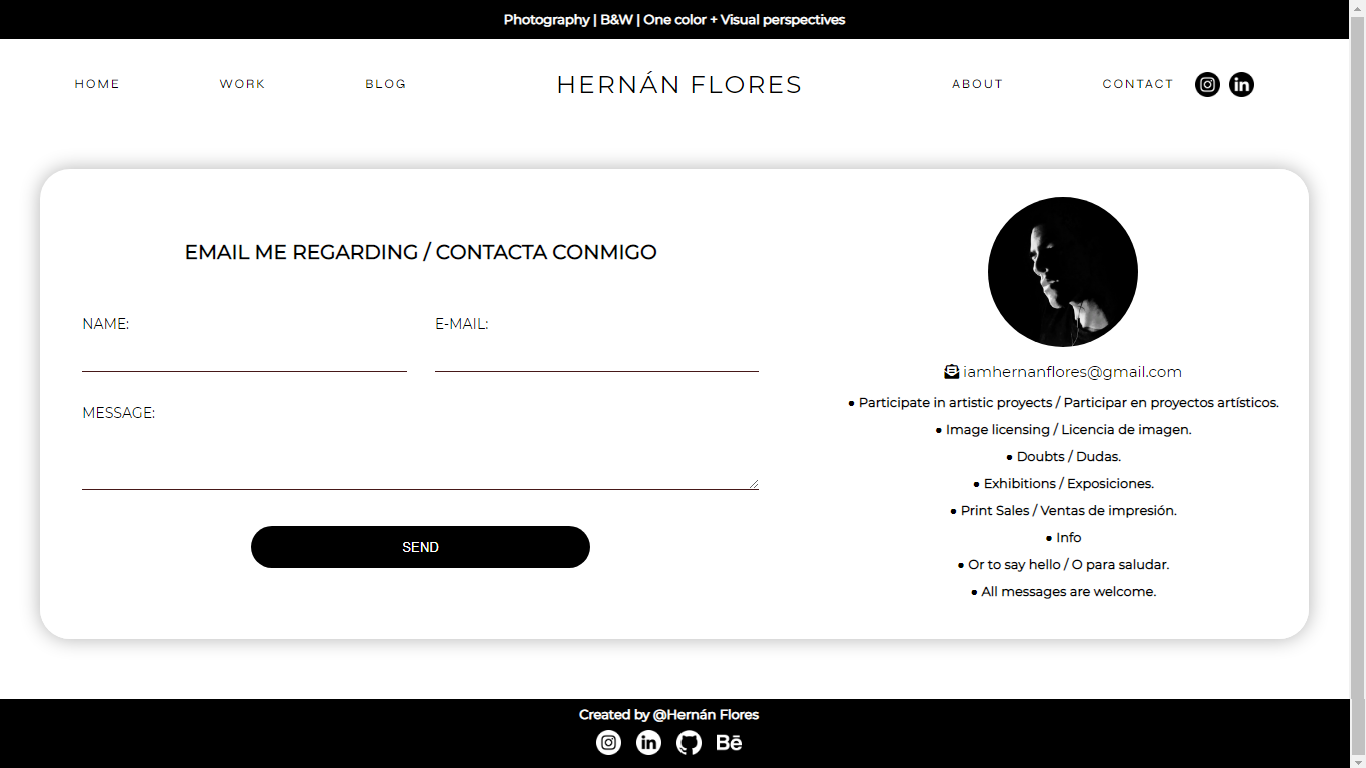 Photography | B&W | One color + Visual perspectives
HOME WORK BLOG HERNÁN FLORES ABOUT CONTACT
EMAIL ME REGARDING / CONTACTA CONMIGO
NAME: E-MAIL:
MESSAGE:
SEND
iamhernanflores@gmail.com
● Participate in artistic proyects / Participar en proyectos artísticos.
● Image licensing / Licencia de imagen.
● Doubts / Dudas.
● Exhibitions / Exposiciones.
● Print Sales / Ventas de impresión.
● Info
● Or to say hello / O para saludar.
● All messages are welcome.
Created by @Hernán Flores
Bē